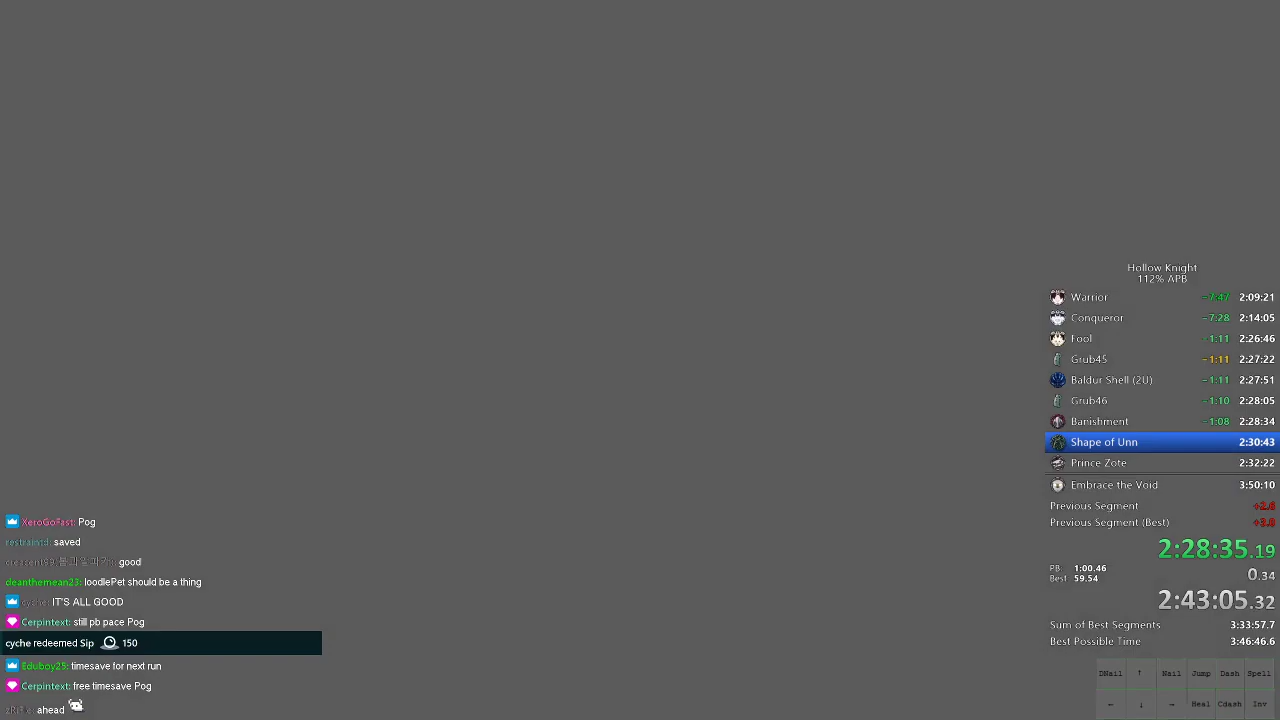 Hollow Knight
112% APB
Warrior -7:47 2:09:21
Conqueror -7:28 2:14:05
Fool -1:11 2:26:46
Grub45 -1:11 2:27:22
Baldur Shell (2U) -1:11 2:27:51
Grub46 -1:10 2:28:05
Banishment -1:08 2:28:34
Shape of Unn 2:30:43
Prince Zote 2:32:22
Embrace the Void 3:50:10
Previous Segment
Previous Segment (Best)
2:28:35.19
PB: 1:00.46
Best 59.54
0.34
2:43:05.32
Sum of Best Segments 3:33:57.7
Best Possible Time 3:46:46.6
DNail ↑ Nail Jump Dash Spell
← ↓ → Heal Cdash Inv
XeroGoFast: Pog
restraintd: saved
good
deanthemean23: loodlePet should be a thing
IT'S ALL GOOD
Cerpintext: still pb pace Pog
cyche redeemed Sip 150
Eduboy25: timesave for next run
Cerpintext: free timesave Pog
ahead